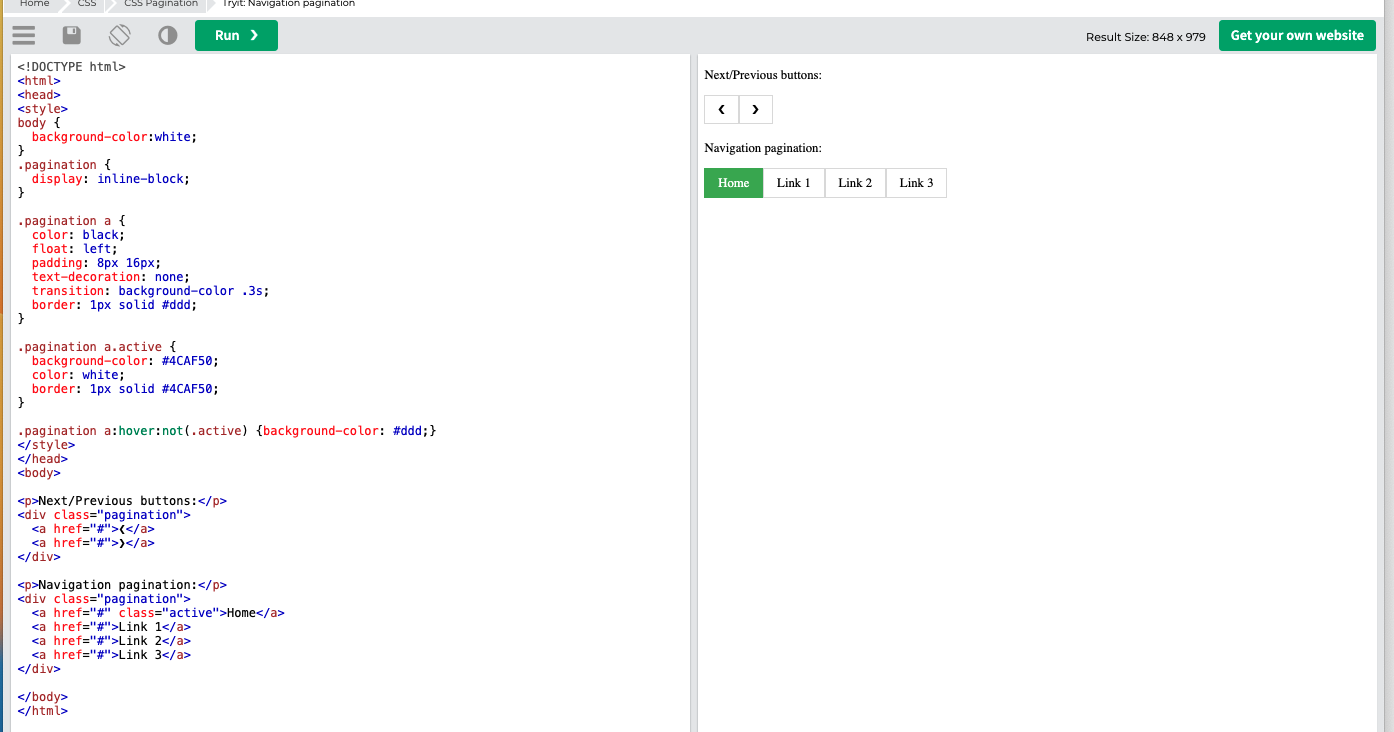 Home CSS CSS Pagination Tryit: Navigation pagination
Run ❯
Result Size: 848 x 979
Get your own website
<!DOCTYPE html>
<html>
<head>
<style>
body {
  background-color:white;
}
.pagination {
  display: inline-block;
}
.pagination a {
  color: black;
  float: left;
  padding: 8px 16px;
  text-decoration: none;
  transition: background-color .3s;
  border: 1px solid #ddd;
}
.pagination a.active {
  background-color: #4CAF50;
  color: white;
  border: 1px solid #4CAF50;
}
.pagination a:hover:not(.active) {background-color: #ddd;}
</style>
</head>
<body>
<p>Next/Previous buttons:</p>
<div class="pagination">
  <a href="#">❮</a>
  <a href="#">❯</a>
</div>
<p>Navigation pagination:</p>
<div class="pagination">
  <a href="#" class="active">Home</a>
  <a href="#">Link 1</a>
  <a href="#">Link 2</a>
  <a href="#">Link 3</a>
</div>
</body>
</html>
Next/Previous buttons:
❮ ❯
Navigation pagination:
Home Link 1 Link 2 Link 3